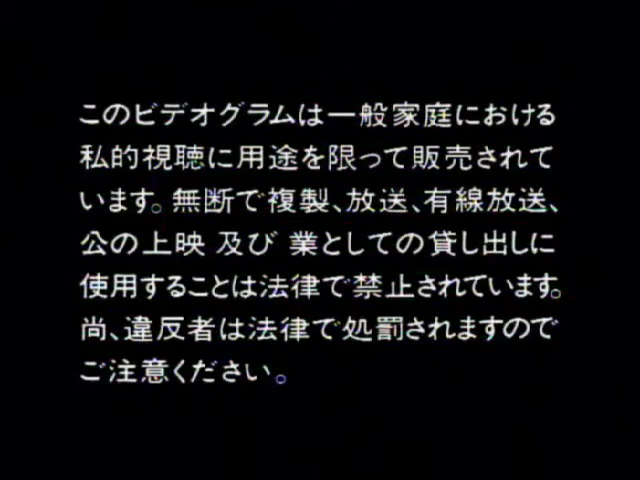 このビデオグラムは一般家庭における
私的視聴に用途を限って販売されて
います。無断で複製、放送、有線放送、
公の上映 及び 業としての貸し出しに
使用することは法律で禁止されています。
尚、違反者は法律で処罰されますので
ご注意ください。